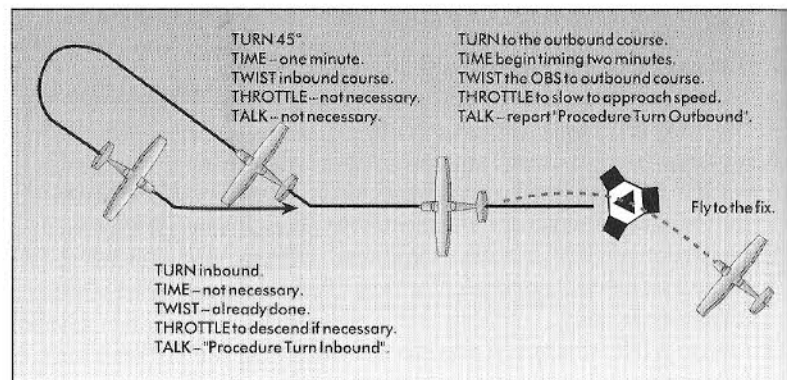 TURN 45°
TIME – one minute.
TWIST inbound course.
THROTTLE – not necessary.
TALK – not necessary.
TURN to the outbound course.
TIME begin timing two minutes.
TWIST the OBS to outbound course.
THROTTLE to slow to approach speed.
TALK – report "Procedure Turn Outbound".
Fly to the fix.
TURN inbound.
TIME – not necessary.
TWIST – already done.
THROTTLE to descend if necessary.
TALK – "Procedure Turn Inbound".